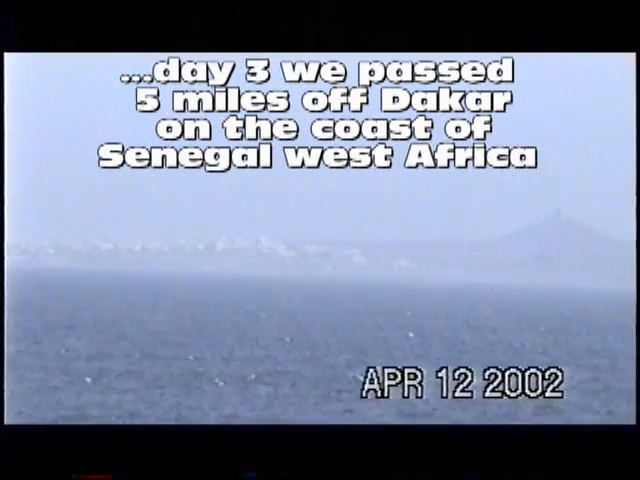 ...day 3 we passed
5 miles off Dakar
on the coast of
Senegal west Africa
APR 12 2002